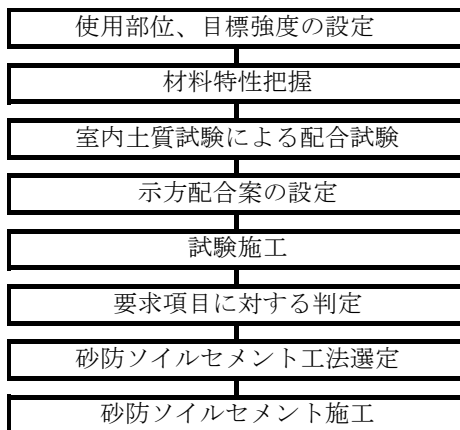 使用部位、目標強度の設定
材料特性把握
室内土質試験による配合試験
示方配合案の設定
試験施工
要求項目に対する判定
砂防ソイルセメント工法選定
砂防ソイルセメント施工